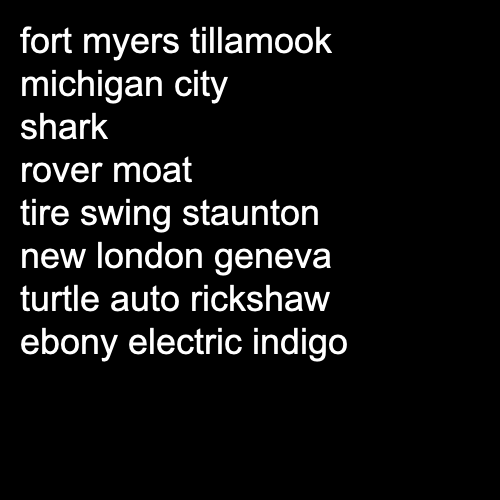 fort myers tillamook
michigan city
shark
rover moat
tire swing staunton
new london geneva
turtle auto rickshaw
ebony electric indigo